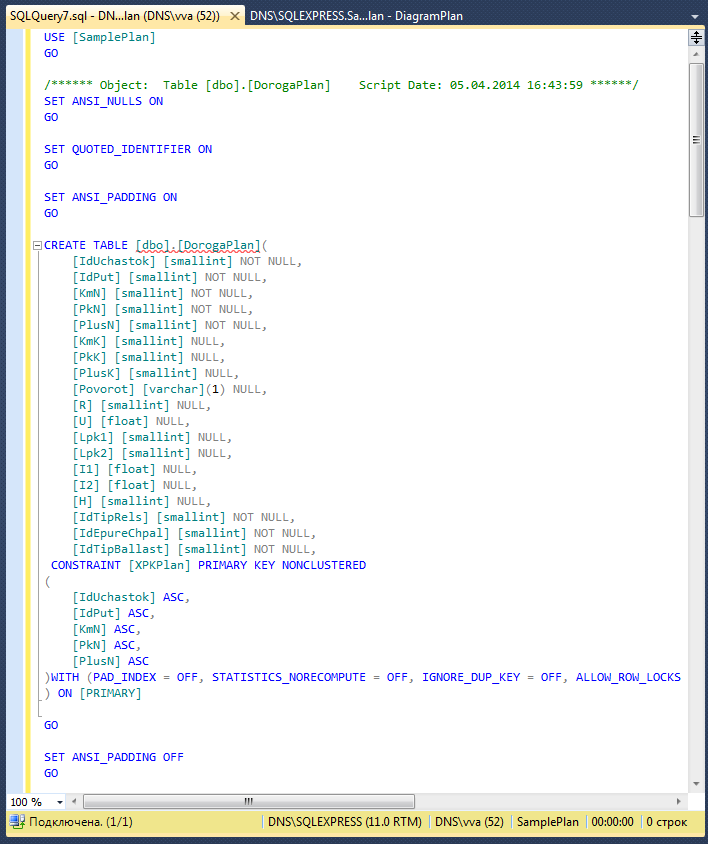 SQLQuery7.sql - DN...lan (DNS\vva (52))  DNS\SQLEXPRESS.Sa...lan - DiagramPlan
USE [SamplePlan]
GO
/****** Object:  Table [dbo].[DorogaPlan]    Script Date: 05.04.2014 16:43:59 ******/
SET ANSI_NULLS ON
GO
SET QUOTED_IDENTIFIER ON
GO
SET ANSI_PADDING ON
GO
CREATE TABLE [dbo].[DorogaPlan](
[IdUchastok] [smallint] NOT NULL,
[IdPut] [smallint] NOT NULL,
[KmN] [smallint] NOT NULL,
[PkN] [smallint] NOT NULL,
[PlusN] [smallint] NOT NULL,
[KmK] [smallint] NULL,
[PkK] [smallint] NULL,
[PlusK] [smallint] NULL,
[Povorot] [varchar](1) NULL,
[R] [smallint] NULL,
[U] [float] NULL,
[Lpk1] [smallint] NULL,
[Lpk2] [smallint] NULL,
[I1] [float] NULL,
[I2] [float] NULL,
[H] [smallint] NULL,
[IdTipRels] [smallint] NOT NULL,
[IdEpureChpal] [smallint] NOT NULL,
[IdTipBallast] [smallint] NOT NULL,
CONSTRAINT [XPKPlan] PRIMARY KEY NONCLUSTERED
(
[IdUchastok] ASC,
[IdPut] ASC,
[KmN] ASC,
[PkN] ASC,
[PlusN] ASC
)WITH (PAD_INDEX = OFF, STATISTICS_NORECOMPUTE = OFF, IGNORE_DUP_KEY = OFF, ALLOW_ROW_LOCKS
) ON [PRIMARY]
GO
SET ANSI_PADDING OFF
GO
100 %
Подключена. (1/1)  DNS\SQLEXPRESS (11.0 RTM)  DNS\vva (52)  SamplePlan  00:00:00  0 строк